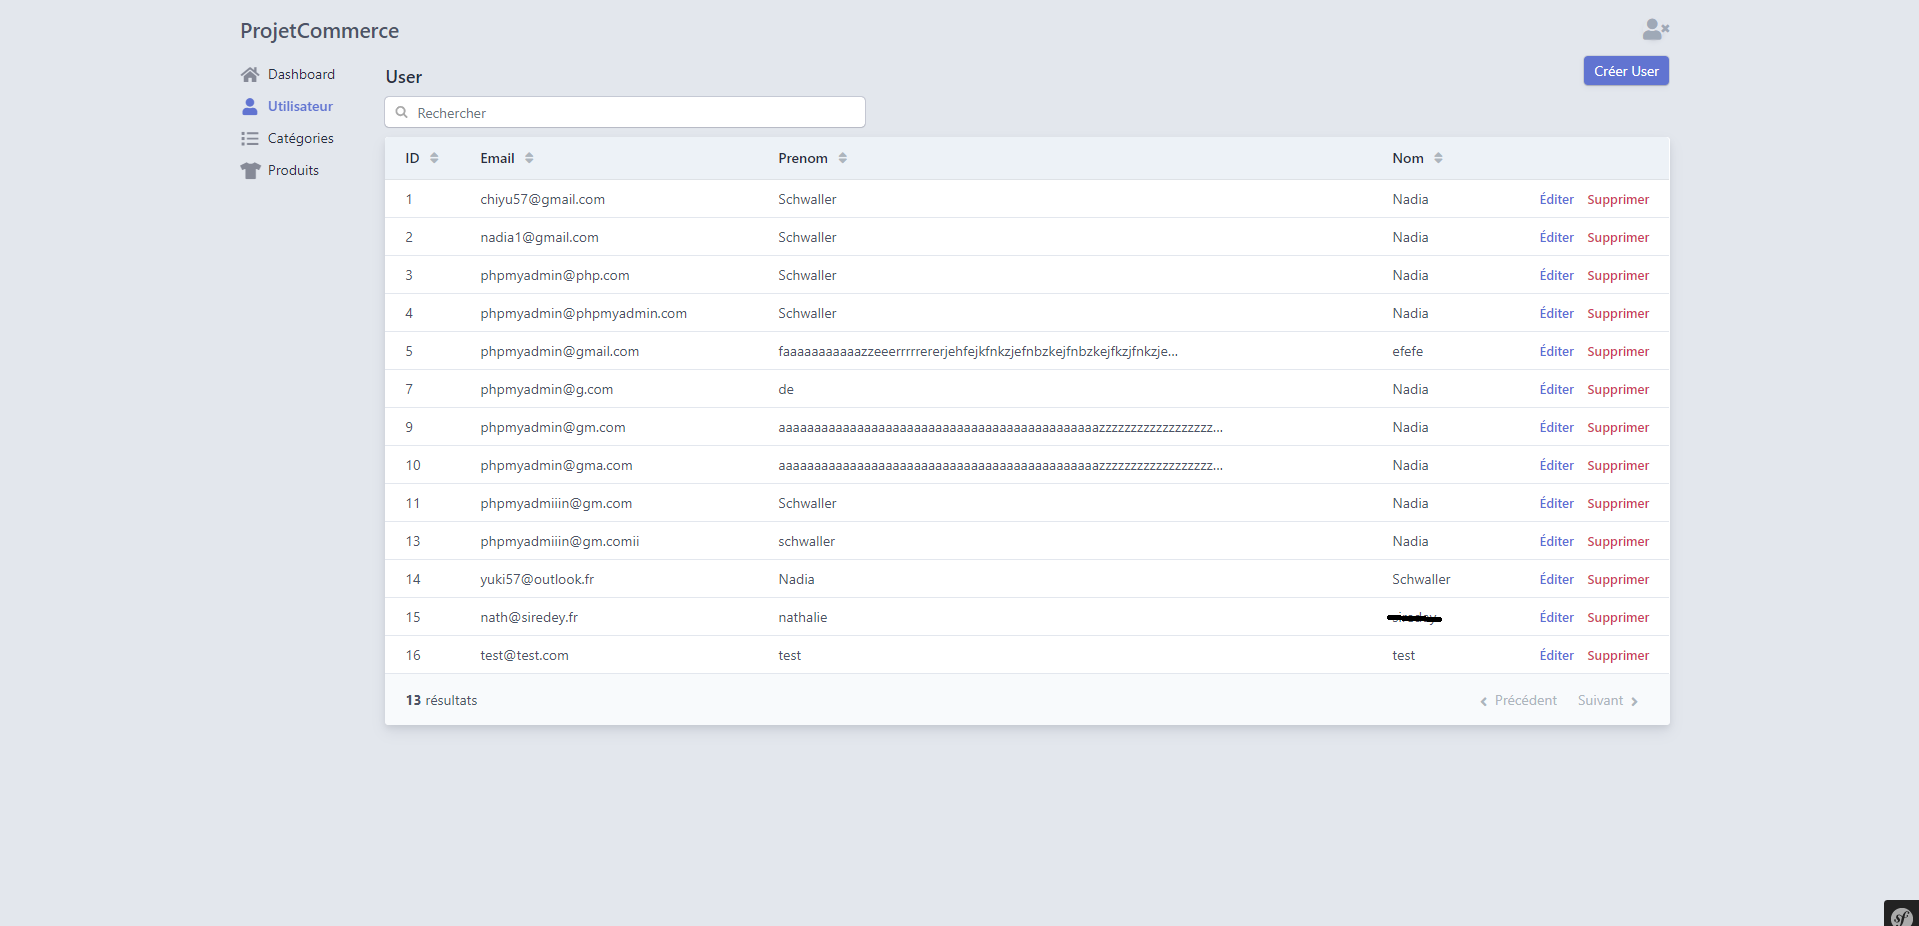 ProjetCommerce
Dashboard
Utilisateur
Catégories
Produits
User
Créer User
Rechercher
ID Email Prenom Nom
1 chiyu57@gmail.com Schwaller Nadia Éditer Supprimer
2 nadia1@gmail.com Schwaller Nadia Éditer Supprimer
3 phpmyadmin@php.com Schwaller Nadia Éditer Supprimer
4 phpmyadmin@phpmyadmin.com Schwaller Nadia Éditer Supprimer
5 phpmyadmin@gmail.com efefe Éditer Supprimer
7 phpmyadmin@g.com de Nadia Éditer Supprimer
9 phpmyadmin@gm.com Nadia Éditer Supprimer
10 phpmyadmin@gma.com Nadia Éditer Supprimer
11 phpmyadmiiin@gm.com Schwaller Nadia Éditer Supprimer
13 phpmyadmiiin@gm.comii schwaller Nadia Éditer Supprimer
14 yuki57@outlook.fr Nadia Schwaller Éditer Supprimer
15 nath@siredey.fr nathalie Éditer Supprimer
16 test@test.com test test Éditer Supprimer
13 résultats
Précédent Suivant
sf